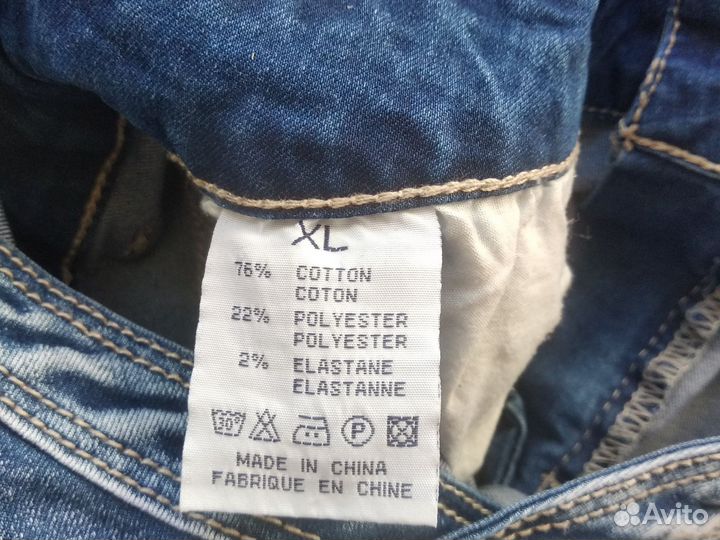 XL
76% COTTON
COTON
22% POLYESTER
POLYESTER
2% ELASTANE
ELASTANNE
30° P
MADE IN CHINA
FABRIQUE EN CHINE
Avito